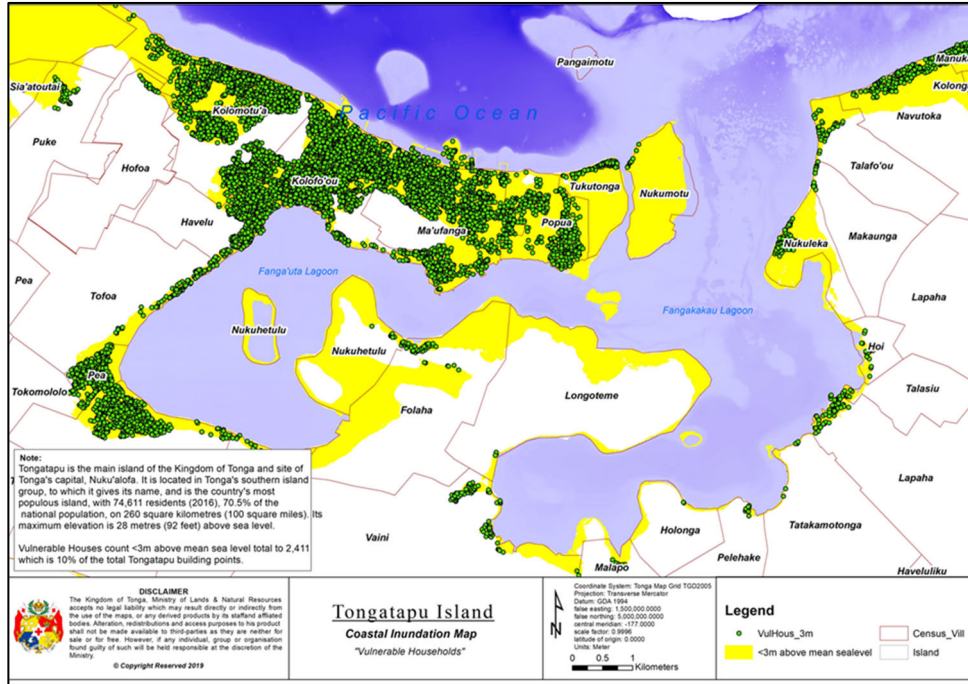 Pangaimotu
Manuka
Kolonga
Sia'atoutai
Kolomotu'a
Pacific Ocean
Navutoka
Puke
Hofoa
Talafo'ou
Kolofo'ou
Tukutonga
Nukumotu
Havelu
Ma'ufanga
Popua
Makaunga
Nukuleka
Pea
Fanga'uta Lagoon
Tofoa
Lapaha
Fangakakau Lagoon
Nukuhetulu
Nukuhetulu
Hoi
Pea
Tokomololo
Longoteme
Talasiu
Folaha
Note:
Tongatapu is the main island of the Kingdom of Tonga and site of
Tonga's capital, Nuku'alofa. It is located in Tonga's southern island
group, to which it gives its name, and is the country's most
populous island, with 74,611 residents (2016), 70.5% of the
national population, on 260 square kilometres (100 square miles). Its
maximum elevation is 28 metres (92 feet) above sea level.
Vulnerable Houses count <3m above mean sea level total to 2,411
which is 10% of the total Tongatapu building points.
Lapaha
Vaini
Holonga
Tatakamotonga
Pelehake
Malapo
Haveluliku
DISCLAIMER
The Kingdom of Tonga, Ministry of Lands & Natural Resources
accepts no legal liability which may result directly or indirectly from
the use of the maps, or any derived products by its staffand affliated
bodies. Alteration, redistributions and access purposes to his product
shall not be made available to third-parties as they are neither for
sale or for free. However, if any individual, group or organisation
found guilty of such will be held responsible at the discretion of the
Ministry.
© Copyright Reserved 2019
Tongatapu Island
Coastal Inundation Map
"Vulnerable Households"
N
Coordinate System: Tonga Map Grid TGD2005
Projection: Transverse Mercator
Datum: GDA 1994
false easting: 1,500,000.0000
false northing: 5,000,000.0000
central meridian: -177.0000
scale factor: 0.9996
latitude of origin: 0.0000
Units: Meter
0 0.5 1
Kilometers
Legend
VulHous_3m
Census_Vill
<3m above mean sealevel
Island